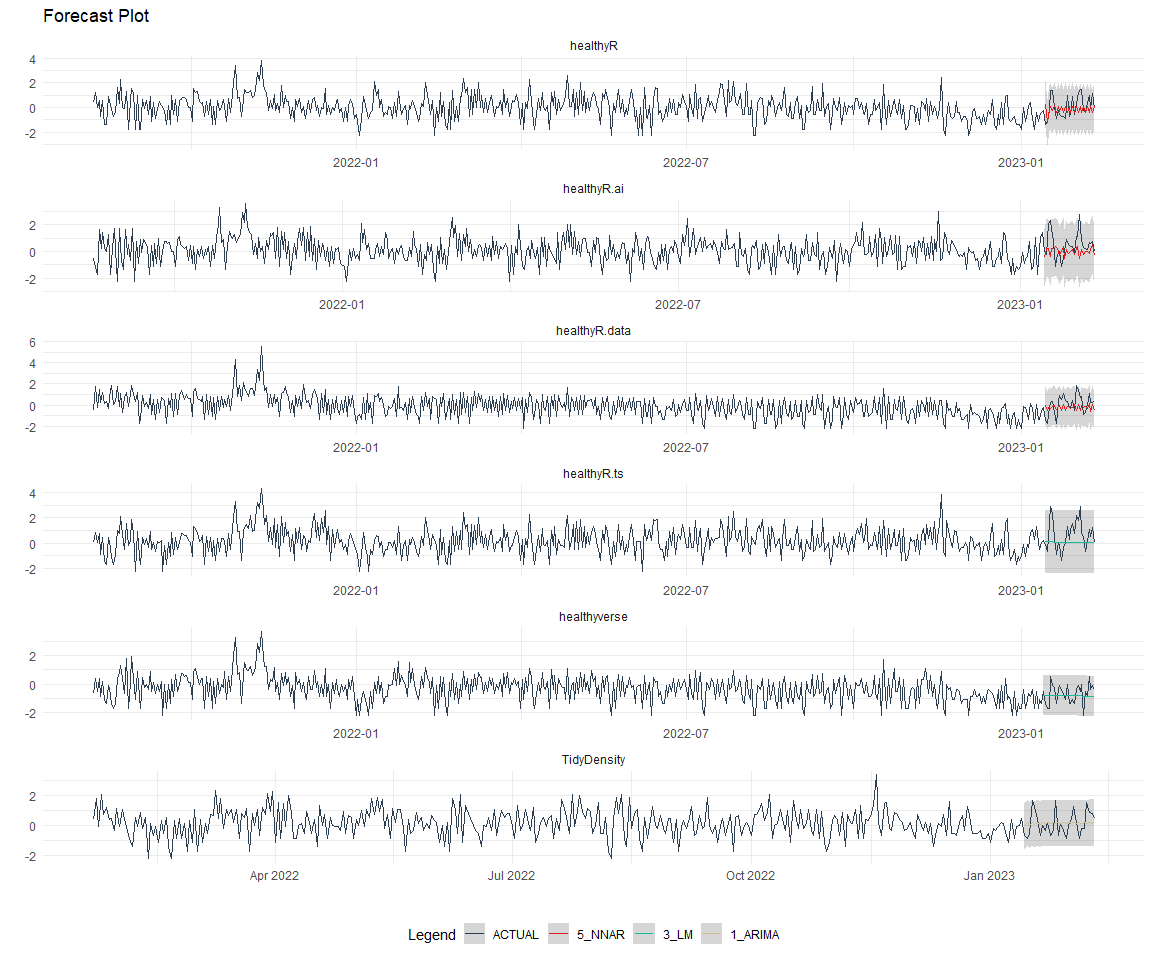 Forecast Plot
healthyR
4
2
0
-2
2022-01 2022-07 2023-01
healthyR.ai
2
0
-2
2022-01 2022-07 2023-01
healthyR.data
6
4
2
0
-2
2022-01 2022-07 2023-01
healthyR.ts
4
2
0
-2
2022-01 2022-07 2023-01
healthyverse
2
0
-2
2022-01 2022-07 2023-01
TidyDensity
2
0
-2
Apr 2022 Jul 2022 Oct 2022 Jan 2023
Legend ACTUAL 5_NNAR 3_LM 1_ARIMA